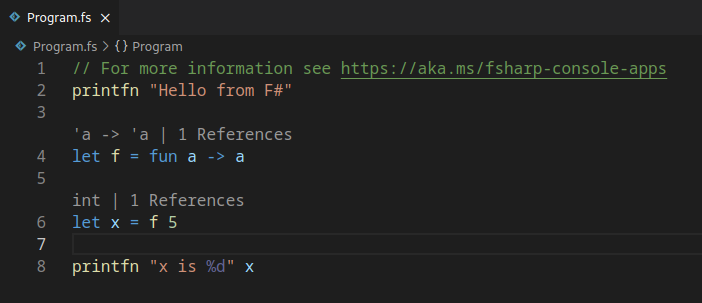 Program.fs ×
Program.fs > {} Program
1 // For more information see https://aka.ms/fsharp-console-apps
2 printfn "Hello from F#"
3
'a -> 'a | 1 References
4 let f = fun a -> a
5
int | 1 References
6 let x = f 5
7
8 printfn "x is %d" x